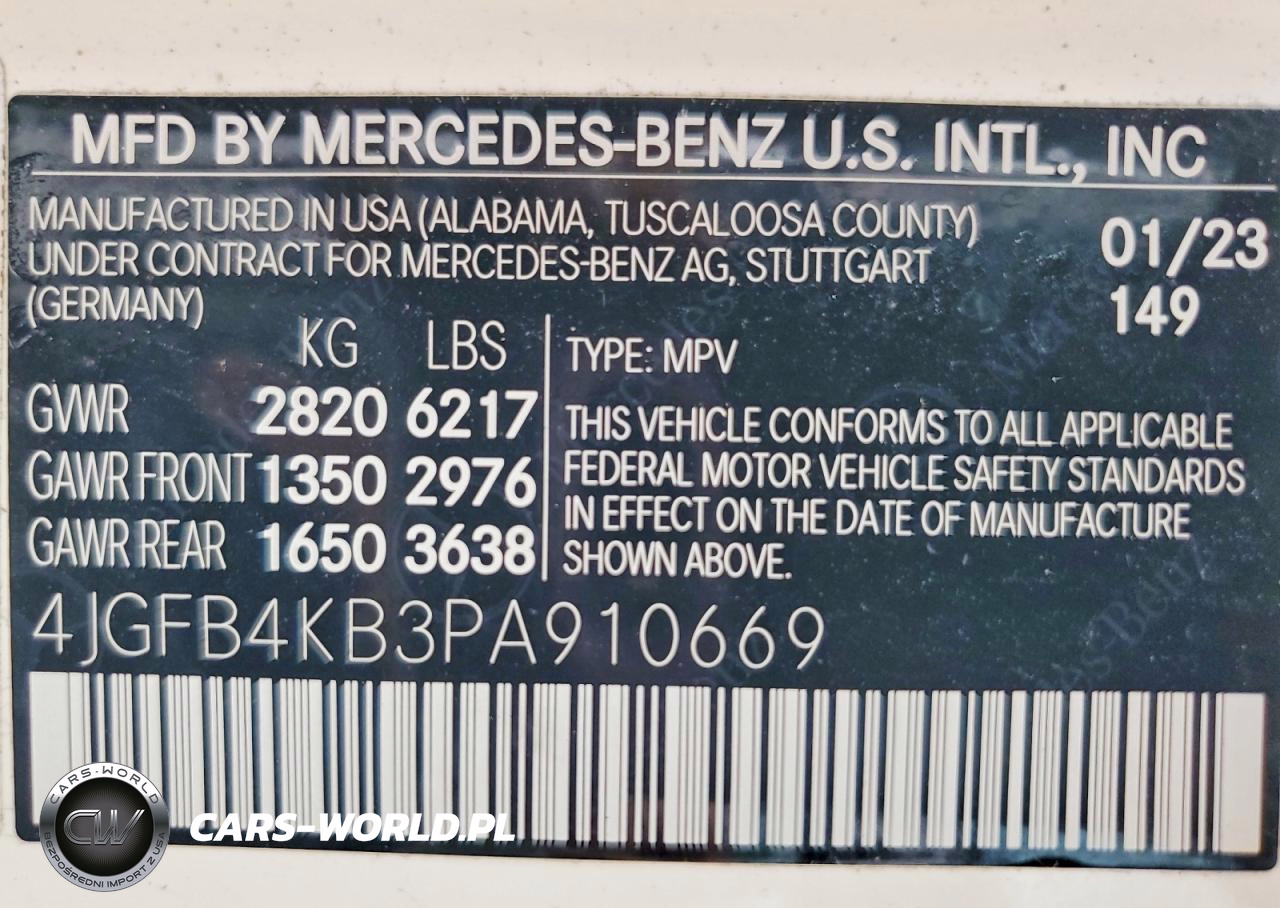 MFD BY MERCEDES-BENZ U.S. INTL., INC
MANUFACTURED IN USA (ALABAMA, TUSCALOOSA COUNTY)
UNDER CONTRACT FOR MERCEDES-BENZ AG, STUTTGART
(GERMANY)
01/23
149
KG LBS
GVWR 2820 6217
GAWR FRONT 1350 2976
GAWR REAR 1650 3638
TYPE: MPV
THIS VEHICLE CONFORMS TO ALL APPLICABLE
FEDERAL MOTOR VEHICLE SAFETY STANDARDS
IN EFFECT ON THE DATE OF MANUFACTURE
SHOWN ABOVE.
4JGFB4KB3PA910669
CARS-WORLD
CW
BEZPOŚREDNI IMPORT Z USA
CARS-WORLD.PL